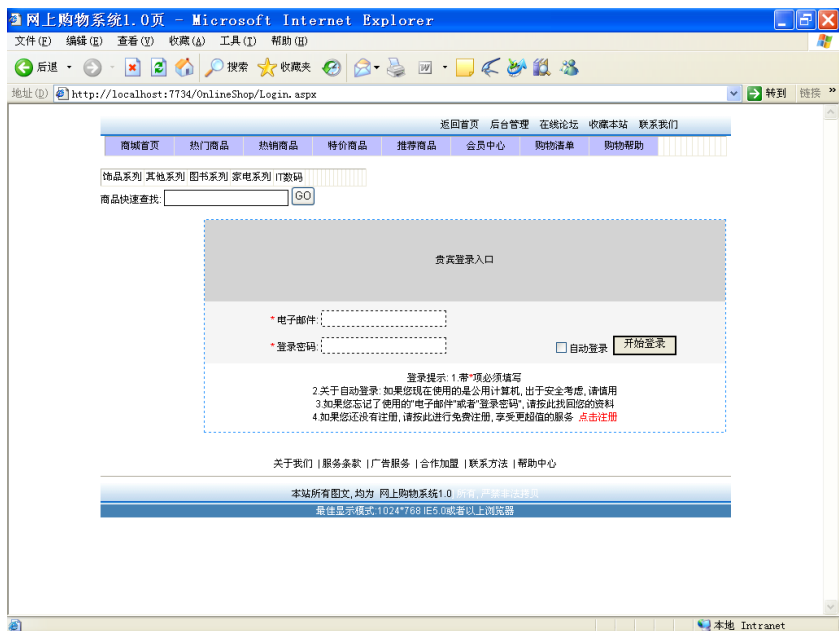 网上购物系统1.0页 - Microsoft Internet Explorer
文件(F) 编辑(E) 查看(V) 收藏(A) 工具(T) 帮助(H)
后退 搜索 收藏夹
地址(D) http://localhost:7734/OnlineShop/Login.aspx 转到 链接 »
返回首页 后台管理 在线论坛 收藏本站 联系我们
商城首页 热门商品 热销商品 特价商品 推荐商品 会员中心 购物清单 购物帮助
饰品系列 其他系列 图书系列 家电系列 IT数码
商品快速查找: GO
贵宾登录入口
*电子邮件:
*登录密码: 自动登录 开始登录
登录提示: 1.带*项必须填写
2.关于自动登录: 如果您现在使用的是公用计算机, 出于安全考虑, 请慎用
3.如果您忘记了使用的"电子邮件"或者"登录密码", 请按此找回您的资料
4.如果您还没有注册, 请按此进行免费注册, 享受更超值的服务 点击注册
关于我们 |服务条款 |广告服务 |合作加盟 |联系方法 |帮助中心
本站所有图文, 均为 网上购物系统1.0 所有, 严禁非法拷贝
最佳显示模式:1024*768 IE5.0或者以上浏览器
本地 Intranet